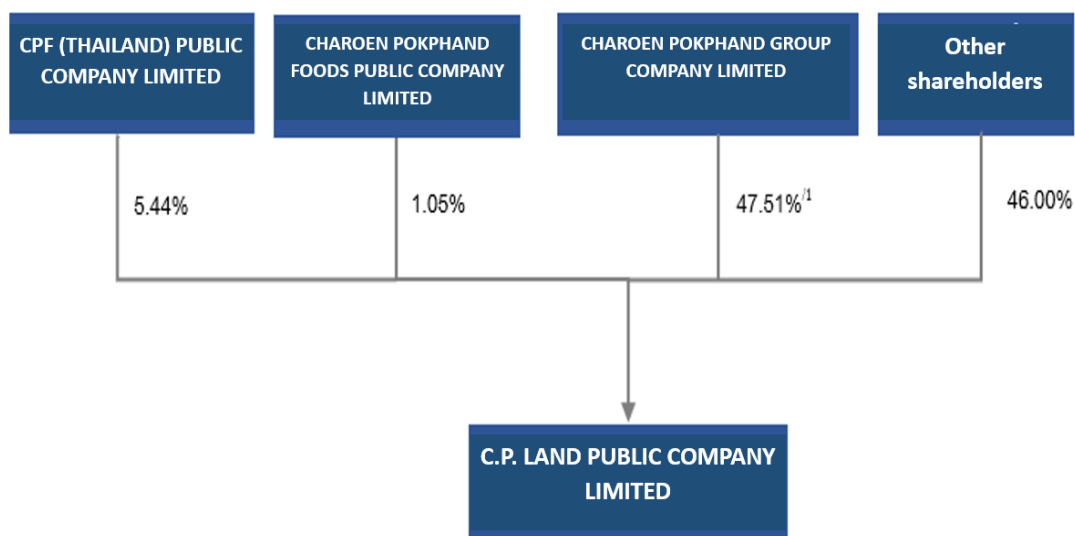 CPF (THAILAND) PUBLIC
COMPANY LIMITED
CHAROEN POKPHAND
FOODS PUBLIC COMPANY
LIMITED
CHAROEN POKPHAND GROUP
COMPANY LIMITED
Other
shareholders
5.44%
1.05%
47.51%/1
46.00%
C.P. LAND PUBLIC COMPANY
LIMITED